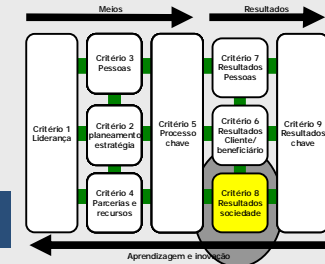 Meios
Resultados
Critério 1
Liderança
Critério 3
Pessoas
Critério 2
planeamento
estratégia
Critério 4
Parcerias e
recursos
Critério 5
Processo
chave
Critério 7
Resultados
Pessoas
Critério 6
Resultados
Cliente/
beneficiário
Critério 8
Resultados
sociedade
Critério 9
Resultados
chave
Aprendizagem e inovação